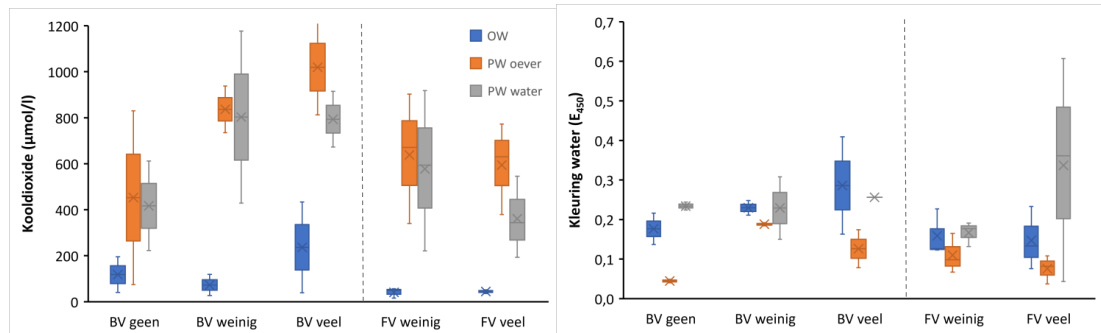 Kooldioxide (µmol/l)
1200
1000
800
600
400
200
0
OW
PW oever
PW water
BV geen BV weinig BV veel FV weinig FV veel
Kleuring water (E450)
0,7
0,6
0,5
0,4
0,3
0,2
0,1
0,0
BV geen BV weinig BV veel FV weinig FV veel